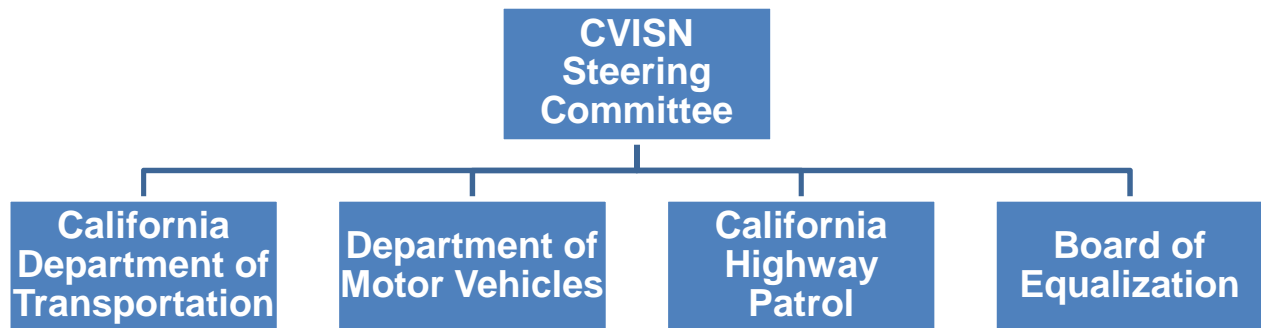 CVISN
Steering
Committee
California
Department of
Transportation
Department of
Motor Vehicles
California
Highway
Patrol
Board of
Equalization